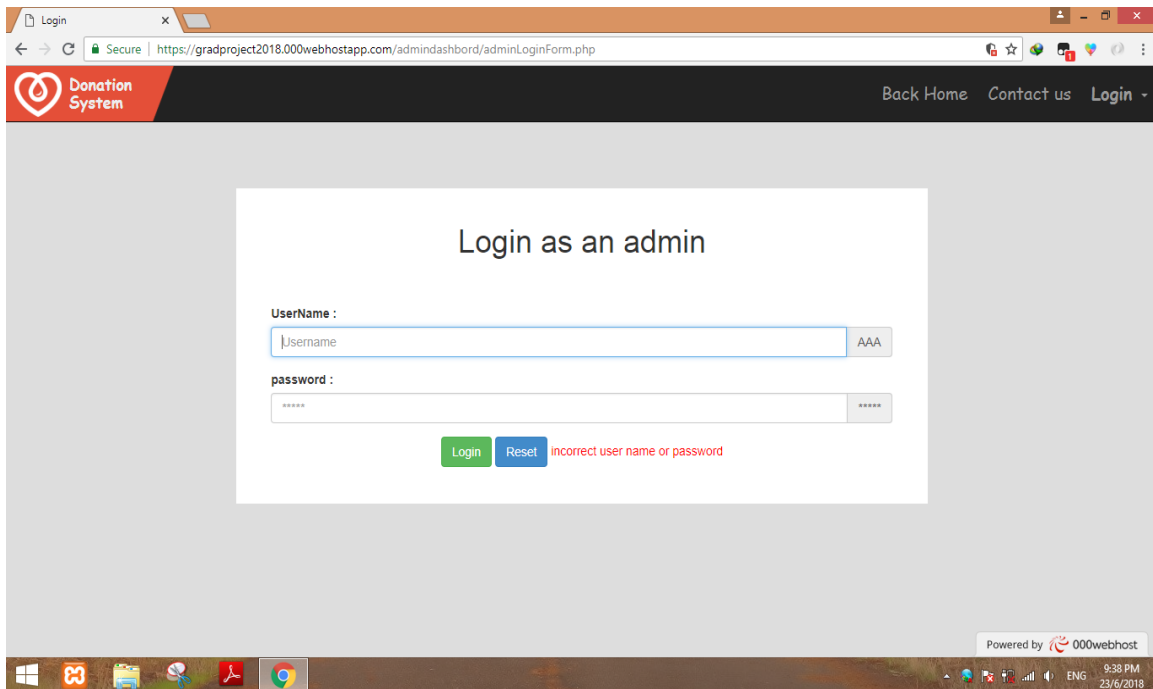 Login
Secure https://gradproject2018.000webhostapp.com/admindashbord/adminLoginForm.php
1
Donation
System
Back Home Contact us Login
Login as an admin
UserName :
Username AAA
password :
***** *****
Login Reset incorrect user name or password
Powered by 000webhost
ENG 9:38 PM
23/6/2018